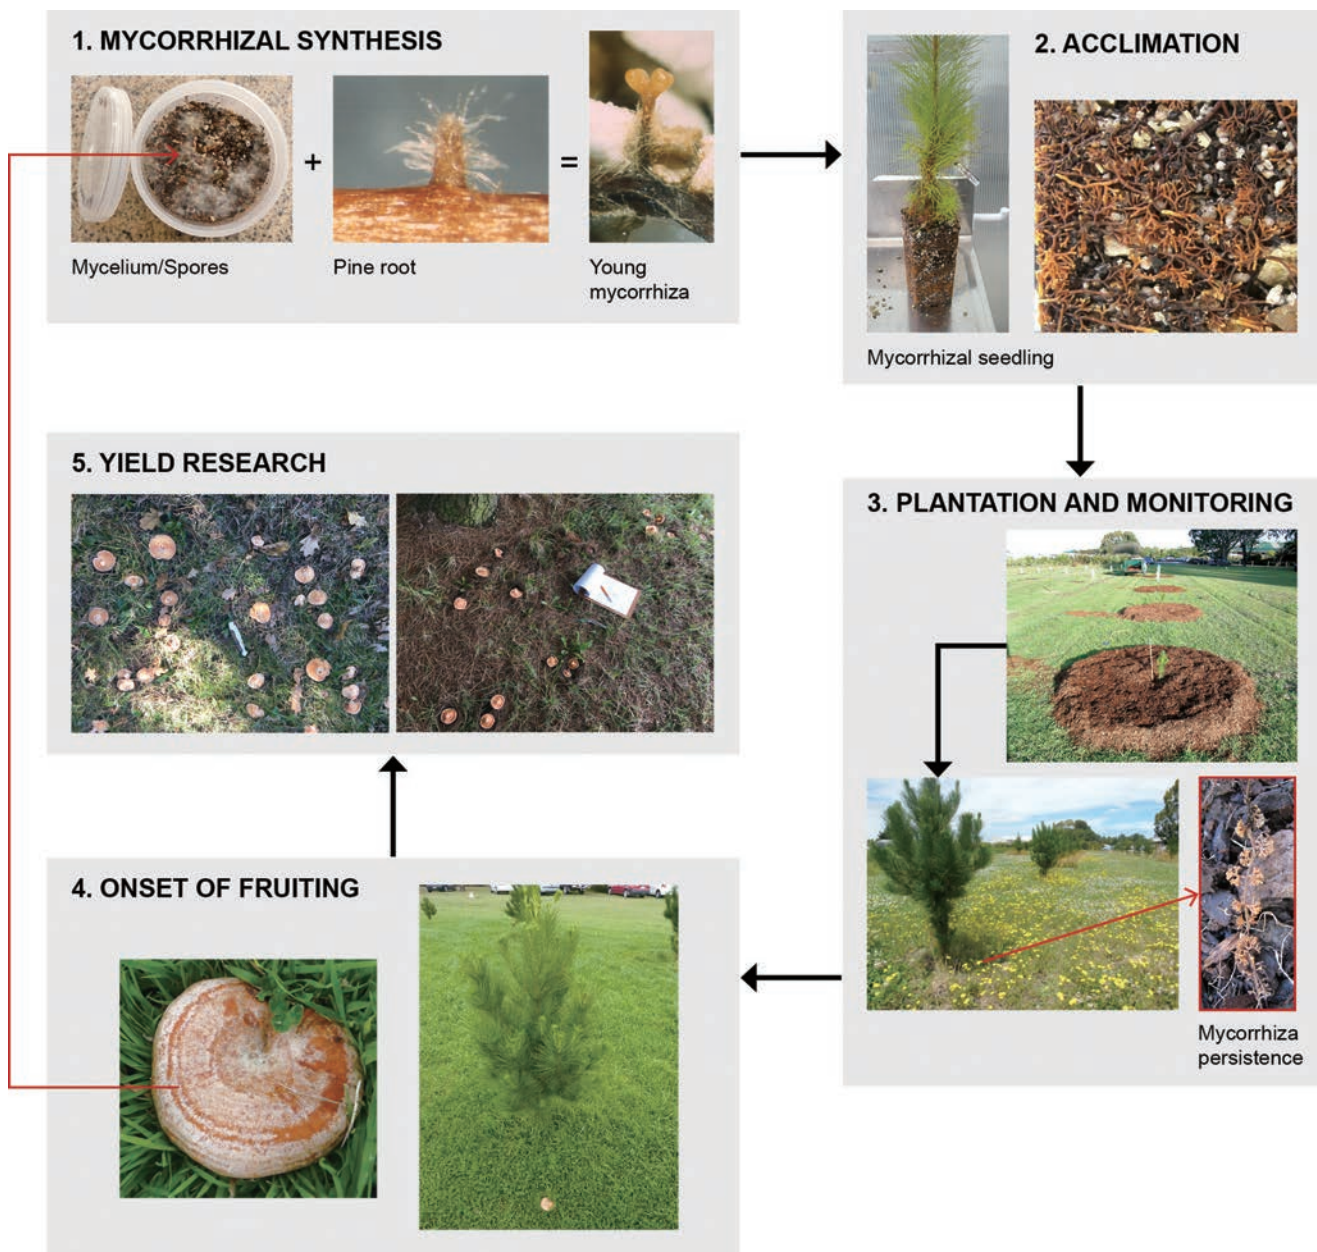 1. MYCORRHIZAL SYNTHESIS
+
=
Mycelium/Spores
Pine root
Young
mycorrhiza
2. ACCLIMATION
Mycorrhizal seedling
3. PLANTATION AND MONITORING
Mycorrhiza
persistence
4. ONSET OF FRUITING
5. YIELD RESEARCH